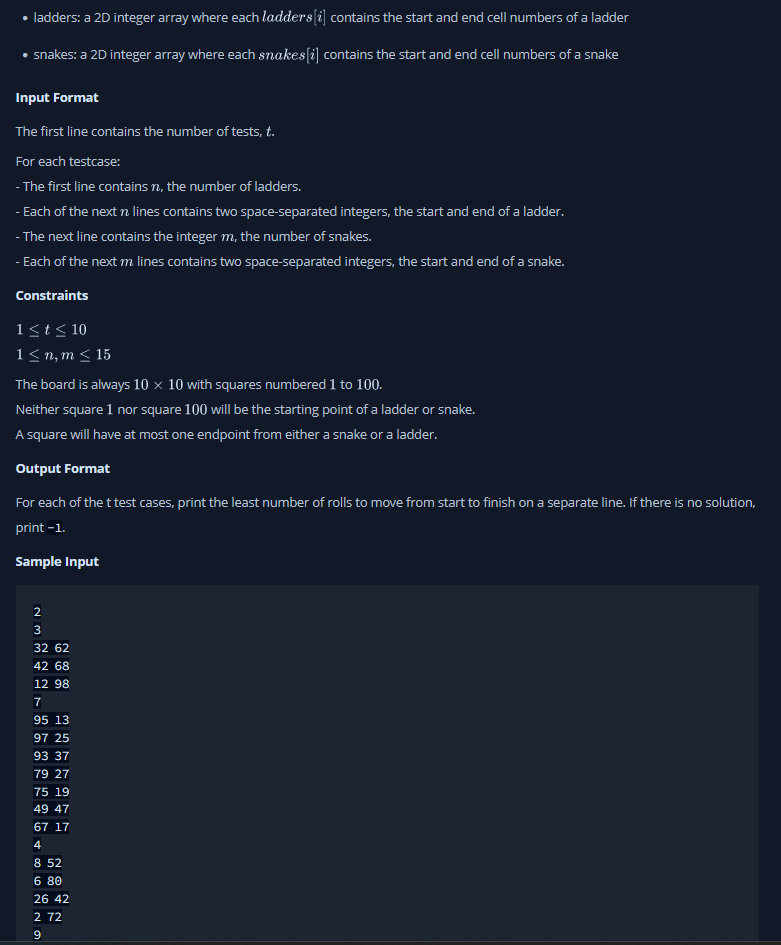 • ladders: a 2D integer array where each ladders[i] contains the start and end cell numbers of a ladder
• snakes: a 2D integer array where each snakes[i] contains the start and end cell numbers of a snake
Input Format
The first line contains the number of tests, t.
For each testcase:
- The first line contains n, the number of ladders.
- Each of the next n lines contains two space-separated integers, the start and end of a ladder.
- The next line contains the integer m, the number of snakes.
- Each of the next m lines contains two space-separated integers, the start and end of a snake.
Constraints
1 ≤ t ≤ 10
1 ≤ n, m ≤ 15
The board is always 10 × 10 with squares numbered 1 to 100.
Neither square 1 nor square 100 will be the starting point of a ladder or snake.
A square will have at most one endpoint from either a snake or a ladder.
Output Format
For each of the t test cases, print the least number of rolls to move from start to finish on a separate line. If there is no solution,
print -1.
Sample Input
2
3
32 62
42 68
12 98
7
95 13
97 25
93 37
79 27
75 19
49 47
67 17
4
8 52
6 80
26 42
2 72
9